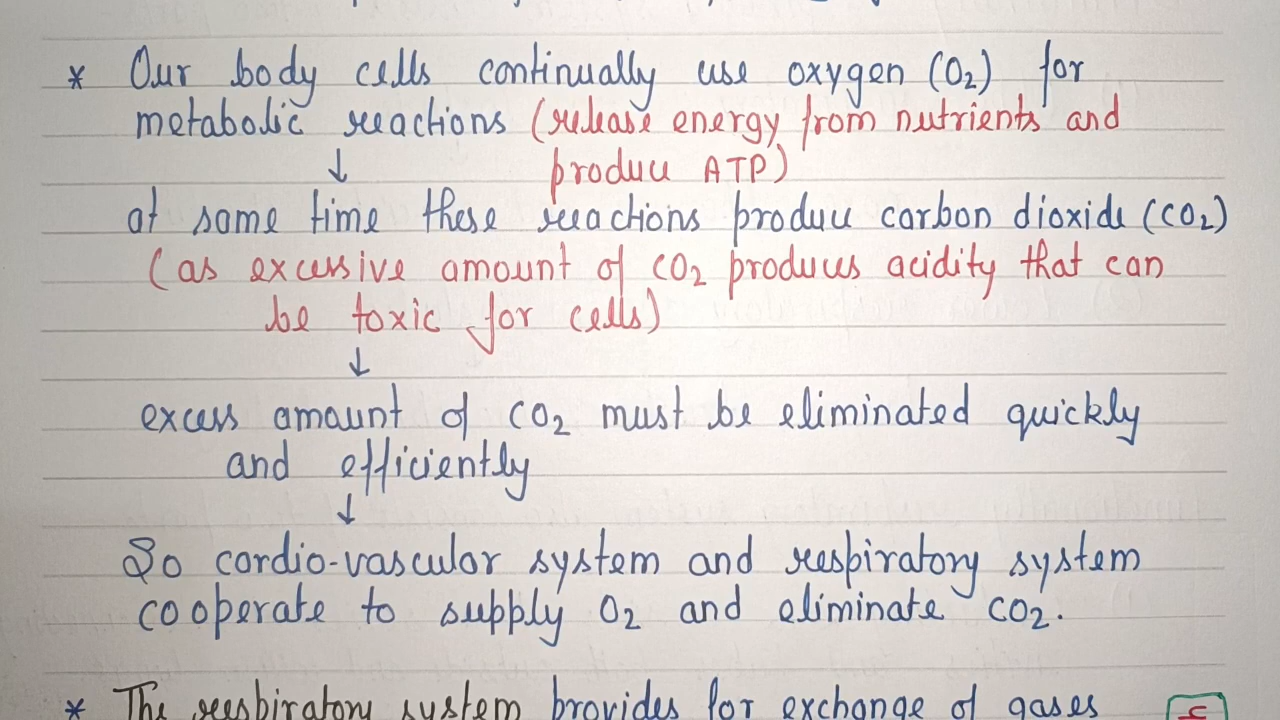 * Our body cells continually use oxygen (O₂) for
metabolic reactions (release energy from nutrients and
↓ produce ATP)
at same time these reactions produce carbon dioxide (CO₂)
(as excessive amount of CO₂ produces acidity that can
be toxic for cells)
↓
excess amount of CO₂ must be eliminated quickly
and efficiently
↓
So cardio-vascular system and respiratory system
cooperate to supply O₂ and eliminate CO₂.
* The respiratory system provides for exchange of gases